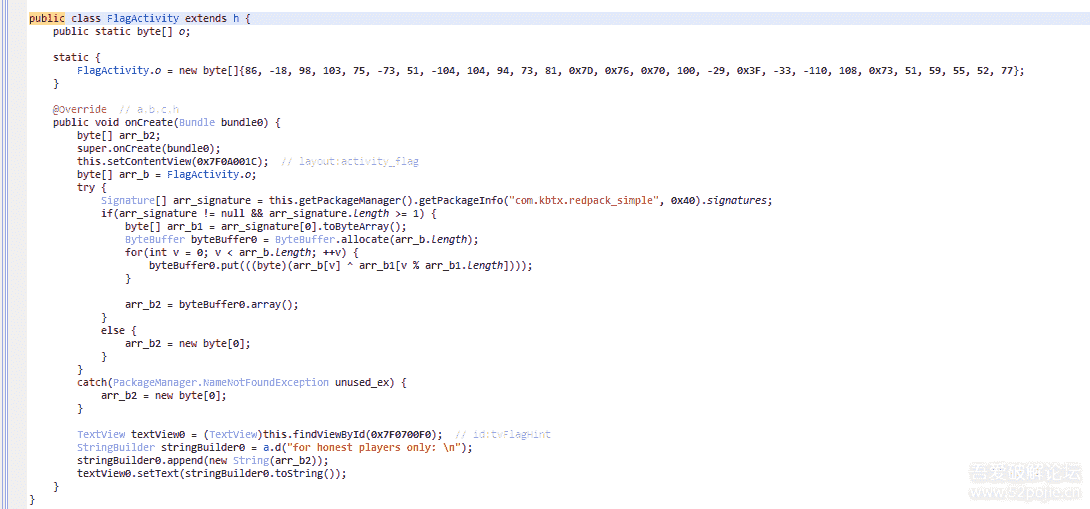 public class FlagActivity extends h {
public static byte[] o;
static {
FlagActivity.o = new byte[]{86, -18, 98, 103, 75, -73, 51, -104, 104, 94, 73, 81, 0x7D, 0x76, 0x70, 100, -29, 0x3F, -33, -110, 108, 0x73, 51, 59, 55, 52, 77};
}
@Override // a.b.c.h
public void onCreate(Bundle bundle0) {
byte[] arr_b2;
super.onCreate(bundle0);
this.setContentView(0x7F0A001C); // layout:activity_flag
byte[] arr_b = FlagActivity.o;
try {
Signature[] arr_signature = this.getPackageManager().getPackageInfo("com.kbtx.redpack_simple", 0x40).signatures;
if(arr_signature != null && arr_signature.length >= 1) {
byte[] arr_b1 = arr_signature[0].toByteArray();
ByteBuffer byteBuffer0 = ByteBuffer.allocate(arr_b.length);
for(int v = 0; v < arr_b.length; ++v) {
byteBuffer0.put(((byte)(arr_b[v] ^ arr_b1[v % arr_b1.length])));
}
arr_b2 = byteBuffer0.array();
}
else {
arr_b2 = new byte[0];
}
}
catch(PackageManager.NameNotFoundException unused_ex) {
arr_b2 = new byte[0];
}
TextView textView0 = (TextView)this.findViewById(0x7F0700F0); // id:tvFlagHint
StringBuilder stringBuilder0 = a.d("for honest players only: \n");
stringBuilder0.append(new String(arr_b2));
textView0.setText(stringBuilder0.toString());
}
}
吾爱破解论坛
www.52pojie.cn